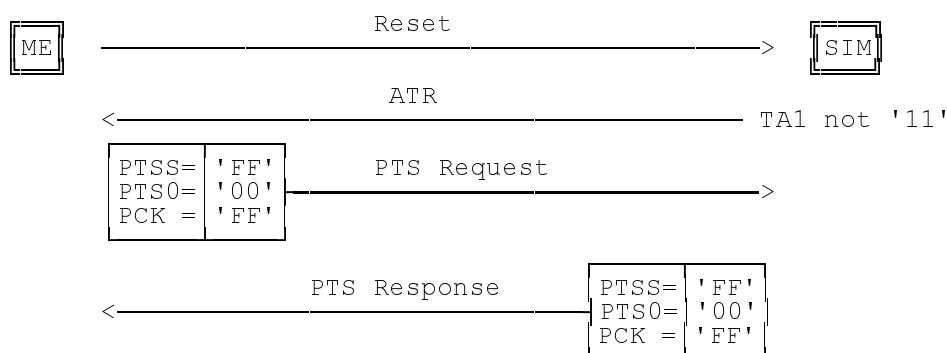 Reset
ME SIM
ATR
TA1 not '11'
PTSS= 'FF' PTS Request
PTS0= '00'
PCK = 'FF'
PTS Response PTSS= 'FF'
PTS0= '00'
PCK = 'FF'